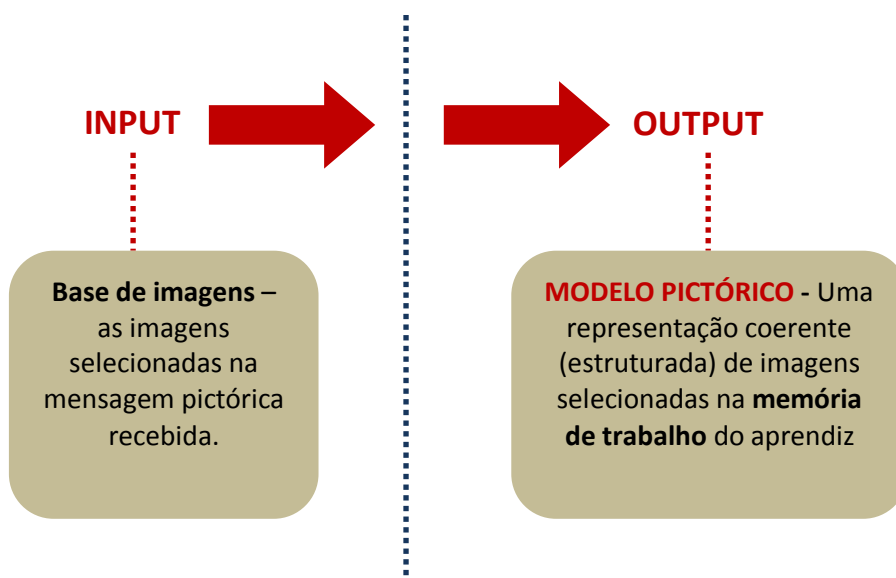 INPUT
OUTPUT
Base de imagens –
as imagens
selecionadas na
mensagem pictórica
recebida.
MODELO PICTÓRICO - Uma
representação coerente
(estruturada) de imagens
selecionadas na memória
de trabalho do aprendiz